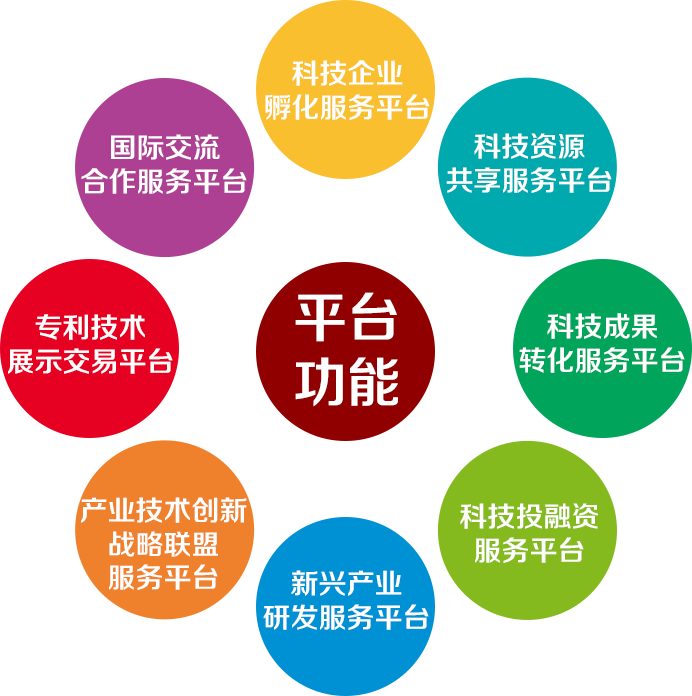 科技企业
孵化服务平台
国际交流
合作服务平台
科技资源
共享服务平台
专利技术
展示交易平台
平台
功能
科技成果
转化服务平台
产业技术创新
战略联盟
服务平台
科技投融资
服务平台
新兴产业
研发服务平台